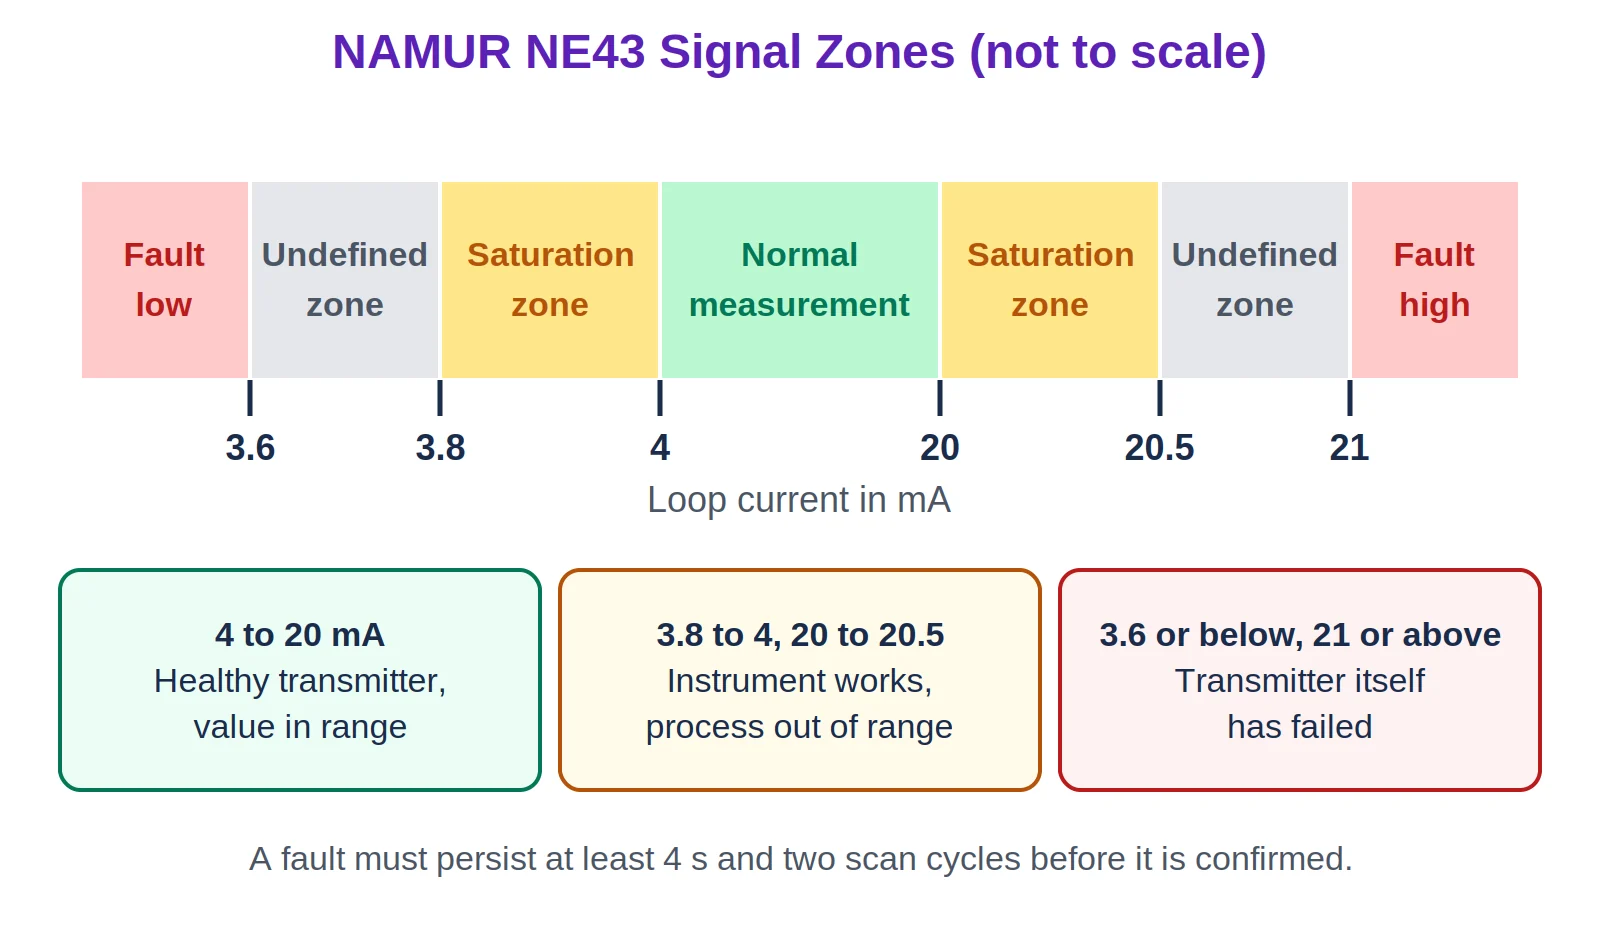 NAMUR NE43 Signal Zones (not to scale)
Fault
low
Undefined
zone
Saturation
zone
Normal
measurement
Saturation
zone
Undefined
zone
Fault
high
3.6
3.8
4
20
20.5
21
Loop current in mA
4 to 20 mA
Healthy transmitter,
value in range
3.8 to 4, 20 to 20.5
Instrument works,
process out of range
3.6 or below, 21 or above
Transmitter itself
has failed
A fault must persist at least 4 s and two scan cycles before it is confirmed.